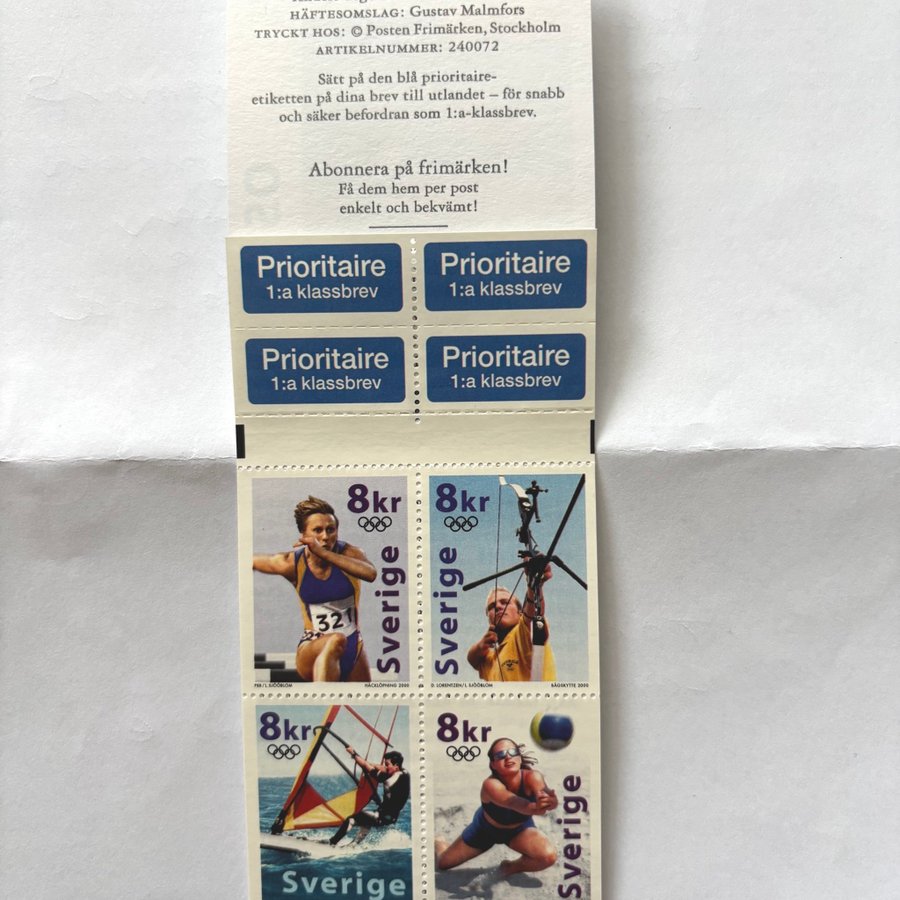 HÄFTESOMSLAG: Gustav Malmfors
TRYCKT HOS: © Posten Frimärken, Stockholm
ARTIKELNUMMER: 240072
Sätt på den blå prioritaire-
etiketten på dina brev till utlandet – för snabb
och säker befordran som 1:a-klassbrev.
Abonnera på frimärken!
Få dem hem per post
enkelt och bekvämt!
Prioritaire
1:a klassbrev
Prioritaire
1:a klassbrev
Prioritaire
1:a klassbrev
Prioritaire
1:a klassbrev
8kr
Sverige
321
HÄCKLÖPNING 2000
8kr
Sverige
D. LORENTZEN/L. SJÖÖBLOM
BÅGSKYTTE 2000
8kr
Sverige
8kr
Sverige